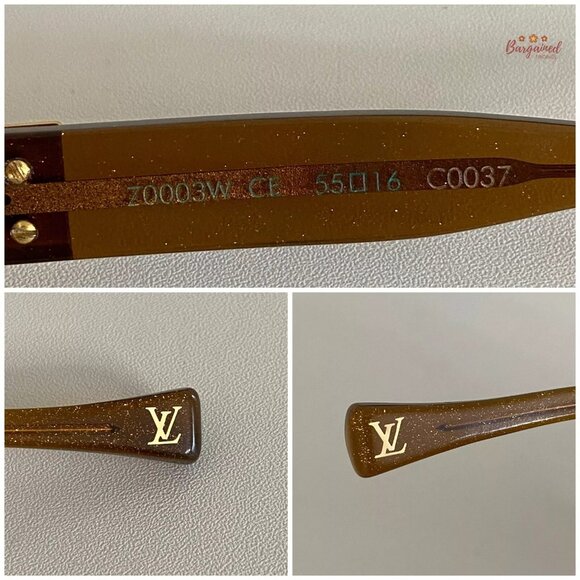 Bargained
Z0003W CE 55□16 C0037
LV
LV